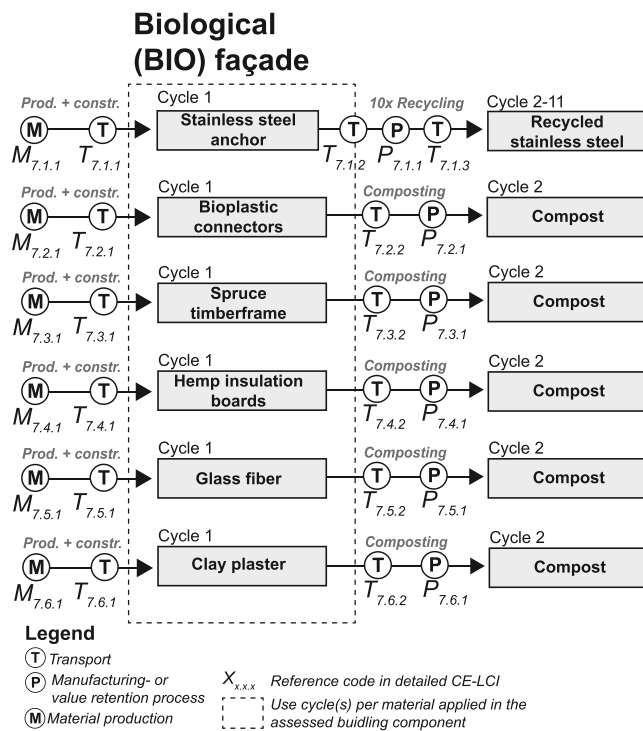 Biological
(BIO) façade
Prod. + constr.
Cycle 1
10x Recycling
Cycle 2-11
M
T
Stainless steel
anchor
T
P
T
Recycled
stainless steel
M7.1.1
T7.1.1
T7.1.2
P7.1.1
T7.1.3
Prod. + constr.
Cycle 1
Composting
Cycle 2
M
T
Bioplastic
connectors
T
P
Compost
M7.2.1
T7.2.1
T7.2.2
P7.2.1
Prod. + constr.
Cycle 1
Composting
Cycle 2
M
T
Spruce
timberframe
T
P
Compost
M7.3.1
T7.3.1
T7.3.2
P7.3.1
Prod. + constr.
Cycle 1
Composting
Cycle 2
M
T
Hemp insulation
boards
T
P
Compost
M7.4.1
T7.4.1
T7.4.2
P7.4.1
Prod. + constr.
Cycle 1
Composting
Cycle 2
M
T
Glass fiber
T
P
Compost
M7.5.1
T7.5.1
T7.5.2
P7.5.1
Prod. + constr.
Cycle 1
Composting
Cycle 2
M
T
Clay plaster
T
P
Compost
M7.6.1
T7.6.1
T7.6.2
P7.6.1
Legend
T Transport
P Manufacturing- or
value retention process
M Material production
Xx.x.x Reference code in detailed CE-LCI
Use cycle(s) per material applied in the
assessed buidling component